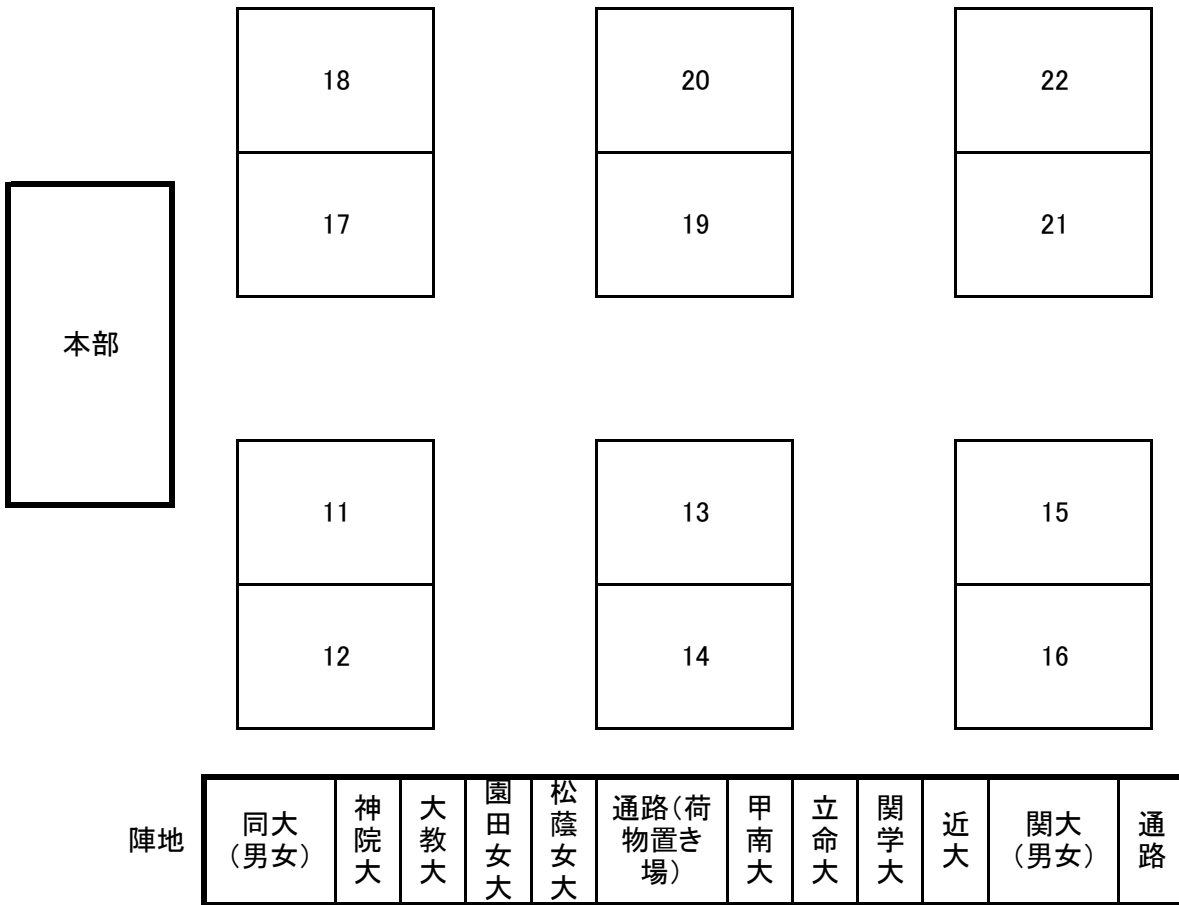 18
20
22
17
19
21
本部
11
13
15
12
14
16
陣地
同大
（男女）
神院大
大教大
園田女大
松蔭女大
通路（荷
物置き
場）
甲南大
立命大
関学大
近大
関大
（男女）
通路